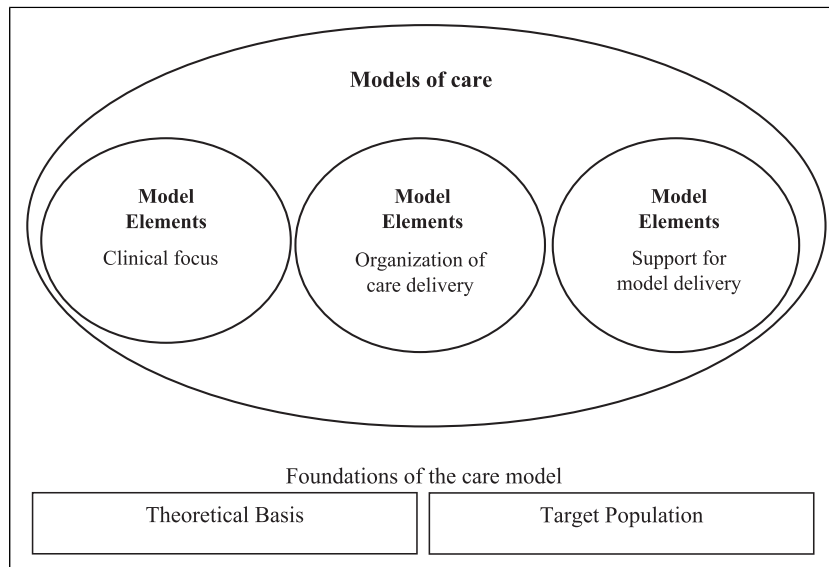 Models of care
Model
Elements
Clinical focus
Model
Elements
Organization of
care delivery
Model
Elements
Support for
model delivery
Foundations of the care model
Theoretical Basis
Target Population